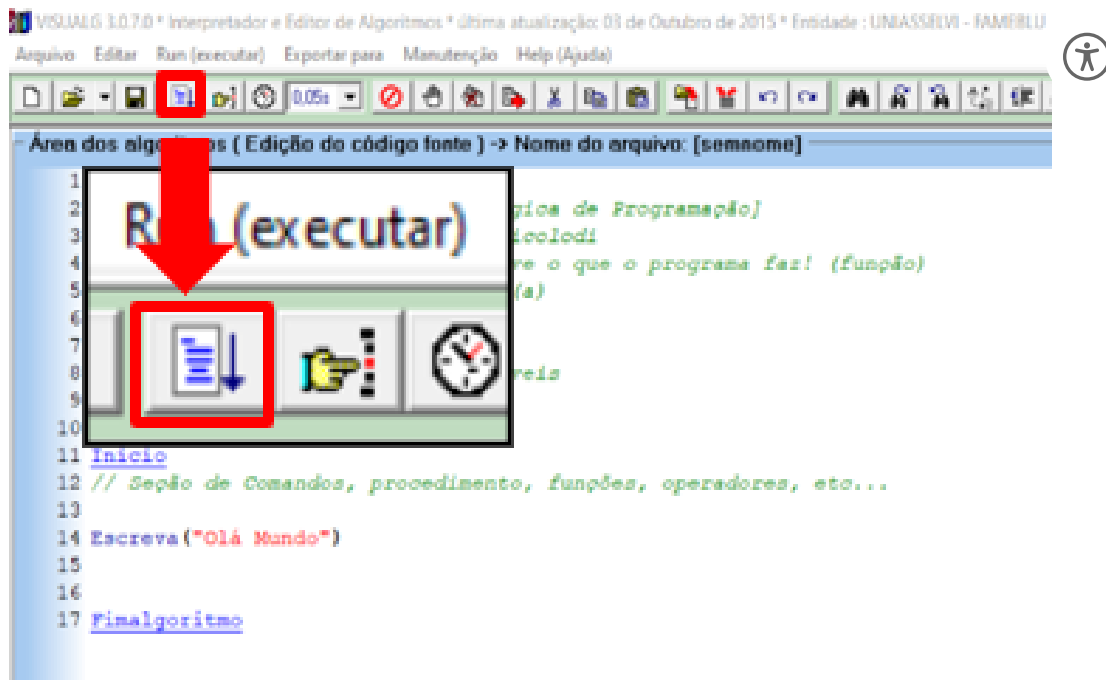 VISUALG 3.0.7.0 * Interpretador e Editor de Algoritmos * última atualização: 03 de Outubro de 2015 * Entidade : UNIASSELVI - FAMEBLU
Arquivo Editar Run (executar) Exportar para Manutenção Help (Ajuda)
0,05s
Área dos algo os ( Edição do código fonte ) -> Nome do arquivo: [semnome]
1
2 gica de Programação]
3 icolodi
4 re o que o programa faz! (função)
5 (a)
6
7
8 reis
9
10
Run (executar)
11 Inicio
12 // Seção de Comandos, procedimento, funções, operadores, etc...
13
14 Escreva("Olá Mundo")
15
16
17 Fimalgoritmo